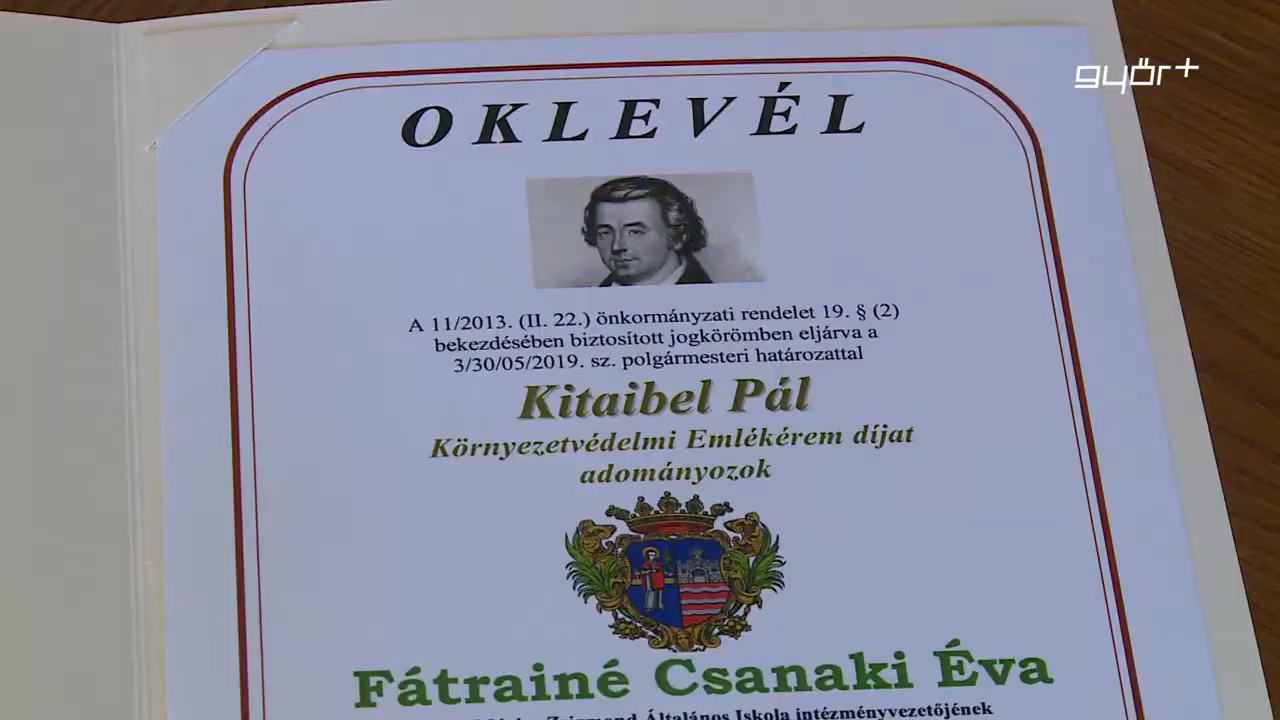 győr+
OKLEVÉL
A 11/2013. (II. 22.) önkormányzati rendelet 19. § (2)
bekezdésében biztosított jogkörömben eljárva a
3/30/05/2019. sz. polgármesteri határozattal
Kitaibel Pál
Környezetvédelmi Emlékérem díjat
adományozok
Fátrainé Csanaki Éva
Zsigmond Általános Iskola intézményvezetőjének